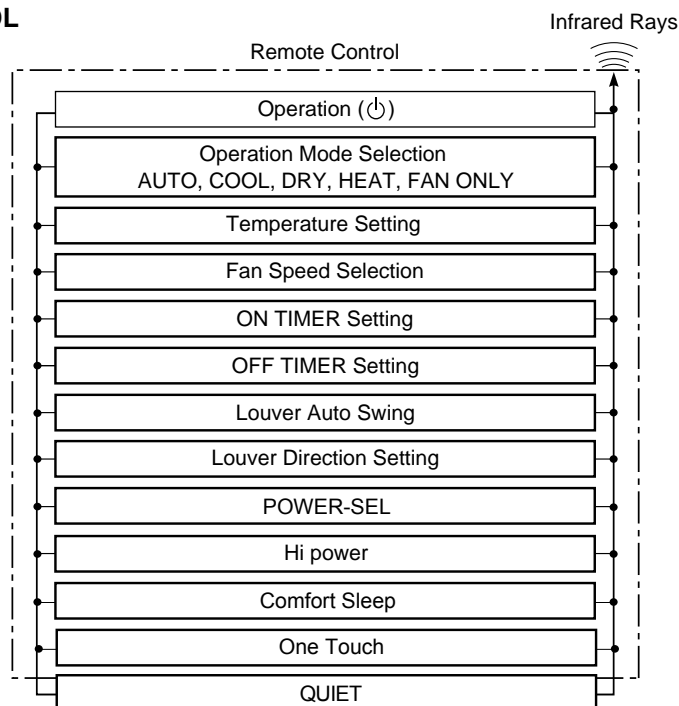 OL
Infrared Rays
Remote Control
Operation (⏻)
Operation Mode Selection
AUTO, COOL, DRY, HEAT, FAN ONLY
Temperature Setting
Fan Speed Selection
ON TIMER Setting
OFF TIMER Setting
Louver Auto Swing
Louver Direction Setting
POWER-SEL
Hi power
Comfort Sleep
One Touch
QUIET